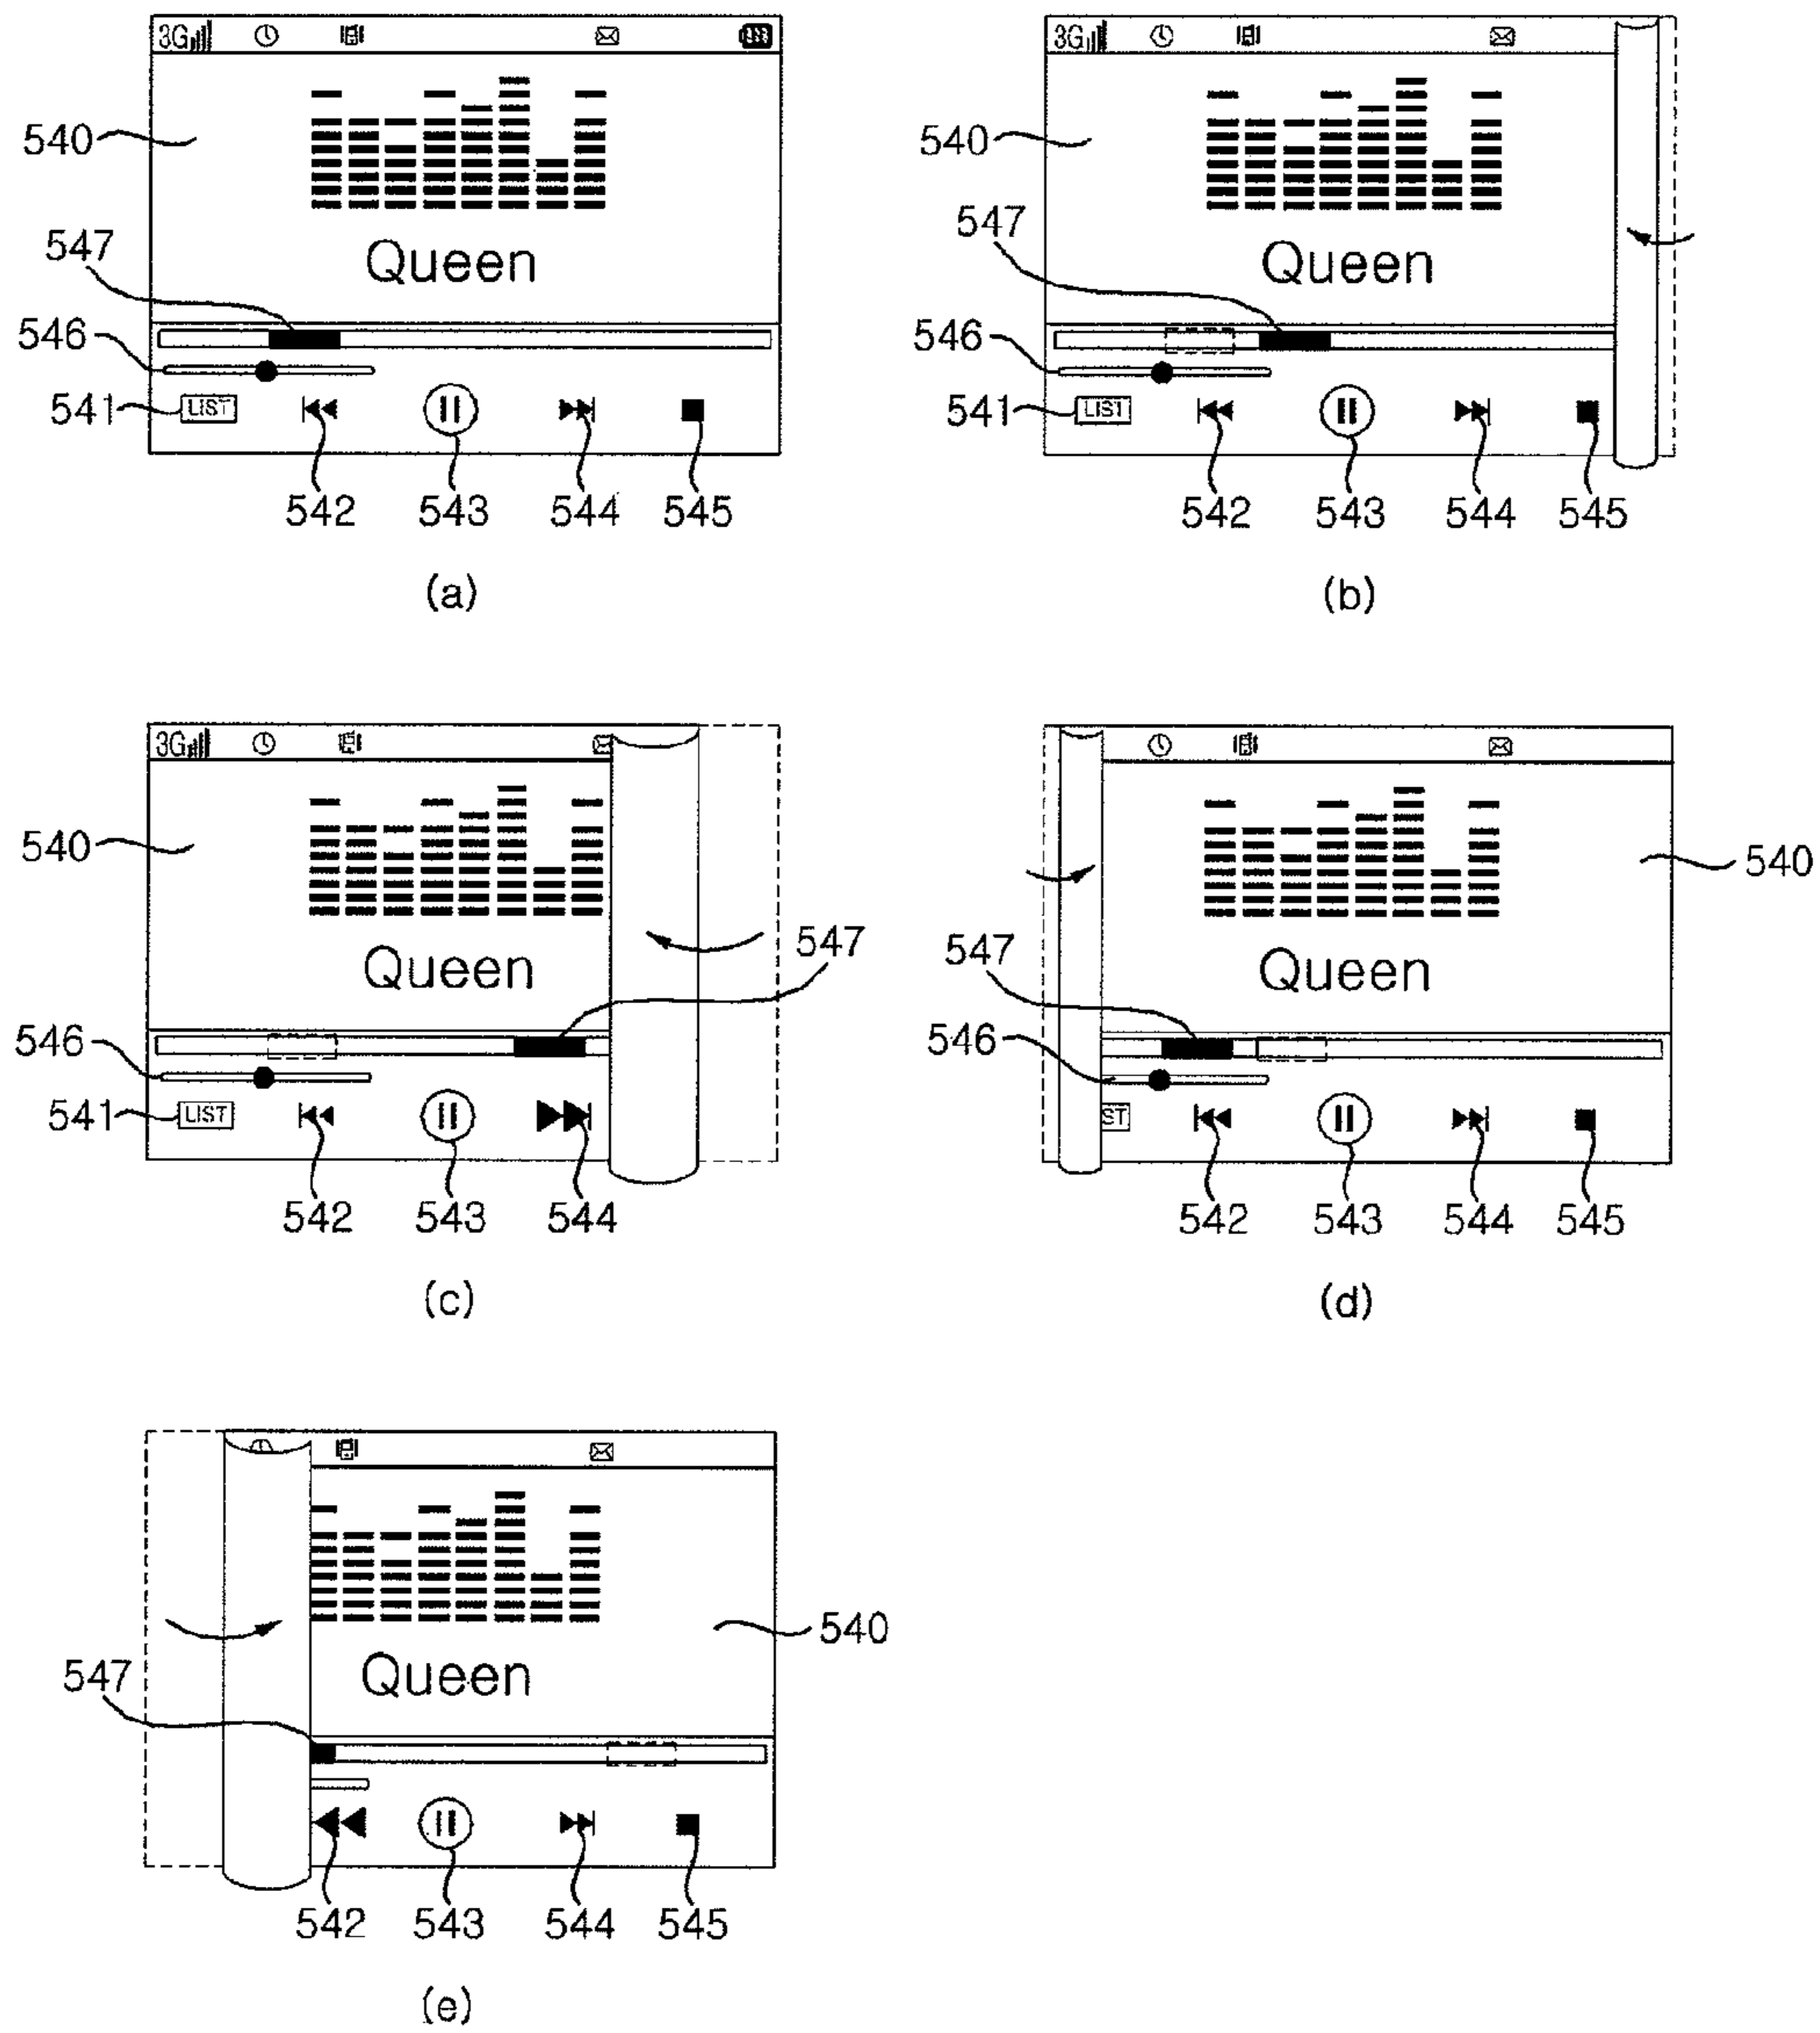 3G 3G
540 540
547 547
Queen Queen
546 546
541 LIST 541 LIST
542 543 544 545 542 543 544 545
(a) (b)
3G
540 540
547 547
Queen Queen
546 546
541 LIST ST
542 543 544 542 543 544 545
(c) (d)
540
547 Queen
542 543 544 545
(e)